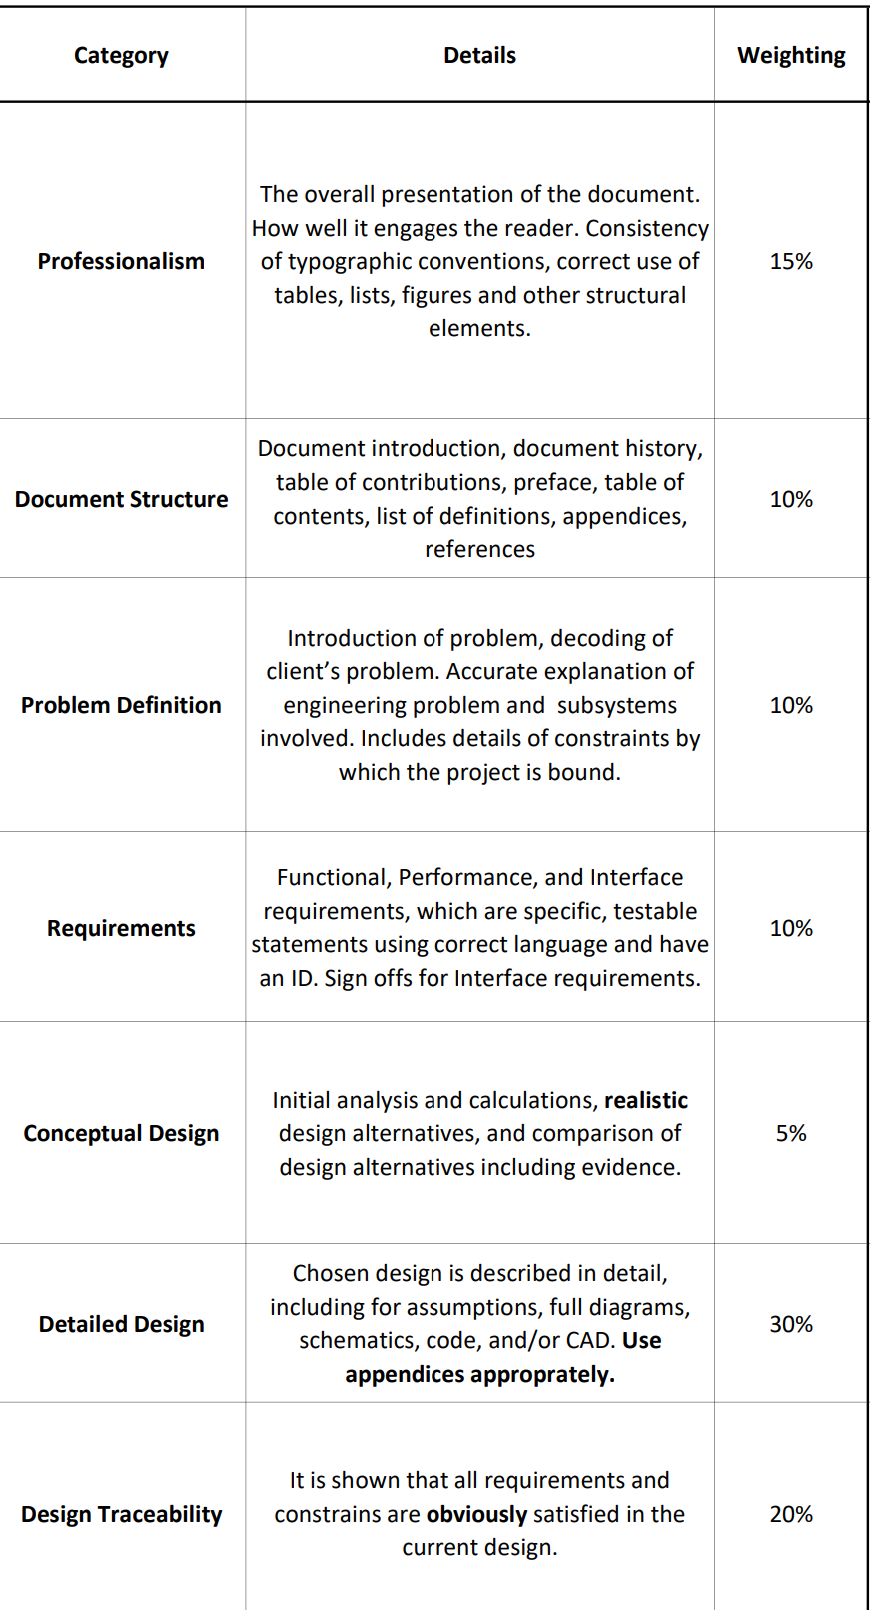 Category Details Weighting
Professionalism
The overall presentation of the document.
How well it engages the reader. Consistency
of typographic conventions, correct use of
tables, lists, figures and other structural
elements.
15%
Document Structure
Document introduction, document history,
table of contributions, preface, table of
contents, list of definitions, appendices,
references
10%
Problem Definition
Introduction of problem, decoding of
client’s problem. Accurate explanation of
engineering problem and  subsystems
involved. Includes details of constraints by
which the project is bound.
10%
Requirements
Functional, Performance, and Interface
requirements, which are specific, testable
statements using correct language and have
an ID. Sign offs for Interface requirements.
10%
Conceptual Design
Initial analysis and calculations, realistic
design alternatives, and comparison of
design alternatives including evidence.
5%
Detailed Design
Chosen design is described in detail,
including for assumptions, full diagrams,
schematics, code, and/or CAD. Use
appendices approprately.
30%
Design Traceability
It is shown that all requirements and
constrains are obviously satisfied in the
current design.
20%